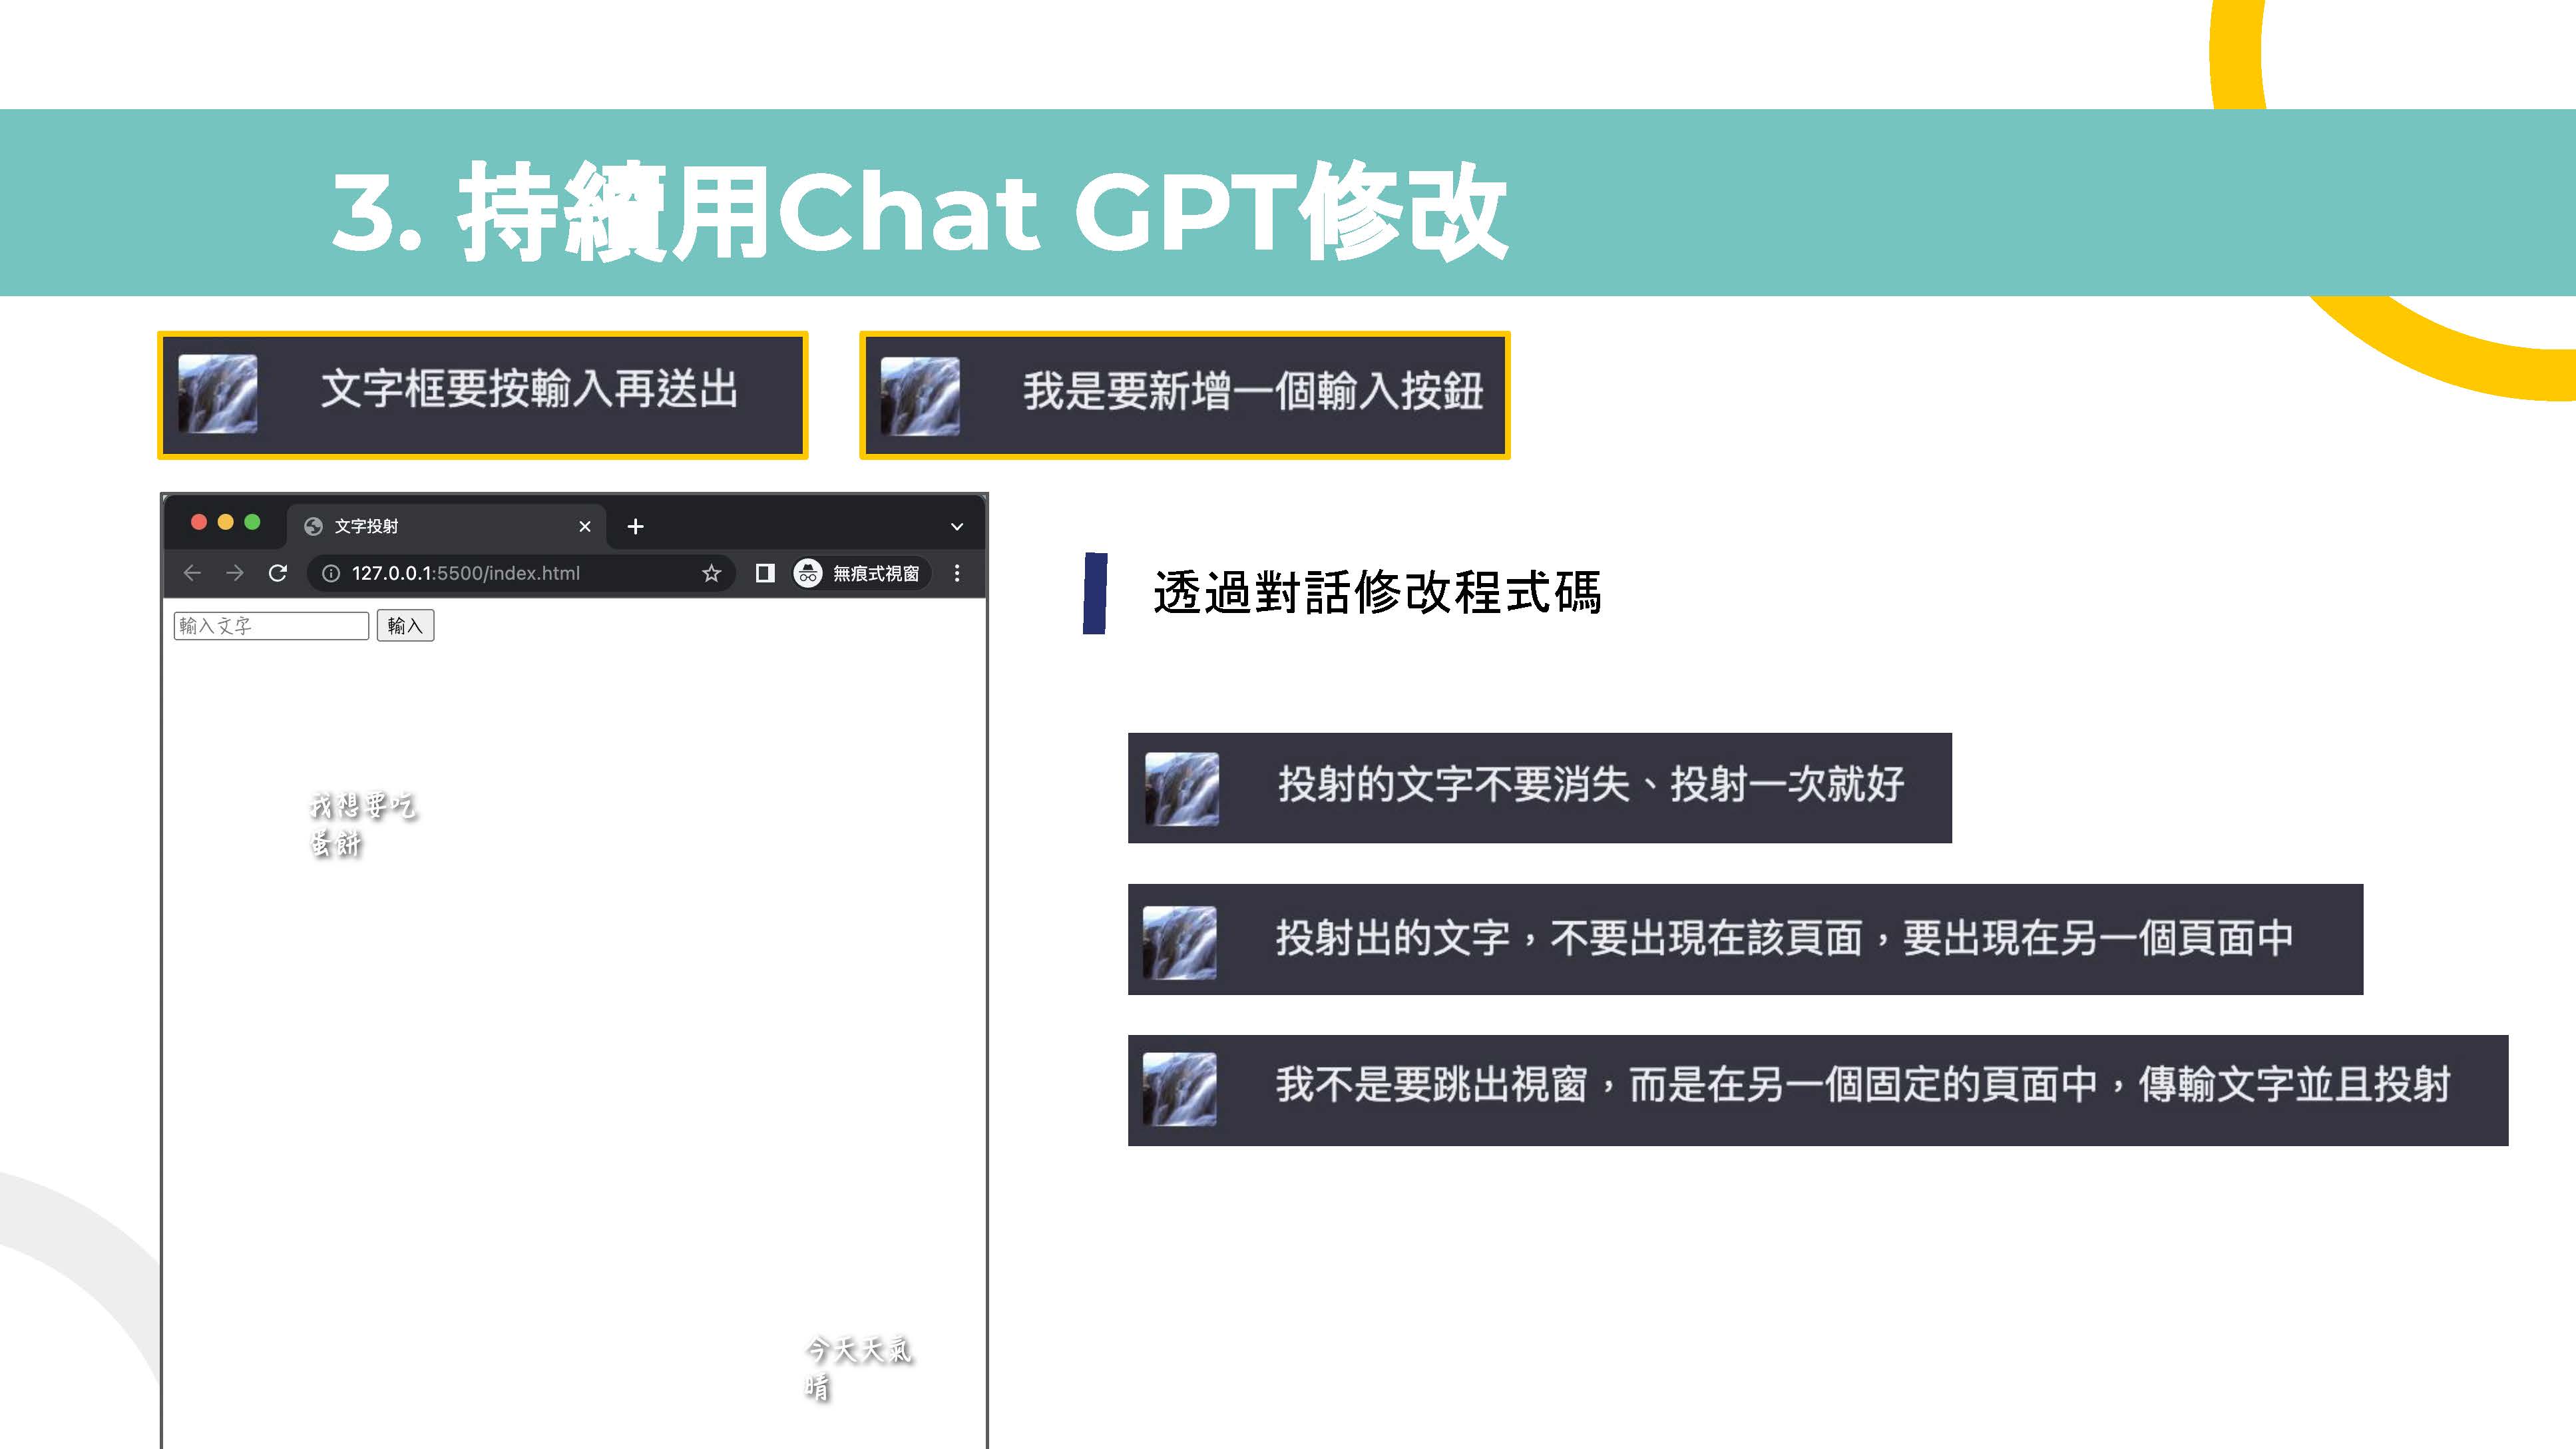 3. 持續用Chat GPT修改
文字框要按輸入再送出
我是要新增一個輸入按鈕
文字投射
127.0.0.1:5500/index.html
無痕式視窗
輸入文字
輸入
我想要吃
蛋餅
今天天氣
晴
透過對話修改程式碼
投射的文字不要消失、投射一次就好
投射出的文字，不要出現在該頁面，要出現在另一個頁面中
我不是要跳出視窗，而是在另一個固定的頁面中，傳輸文字並且投射